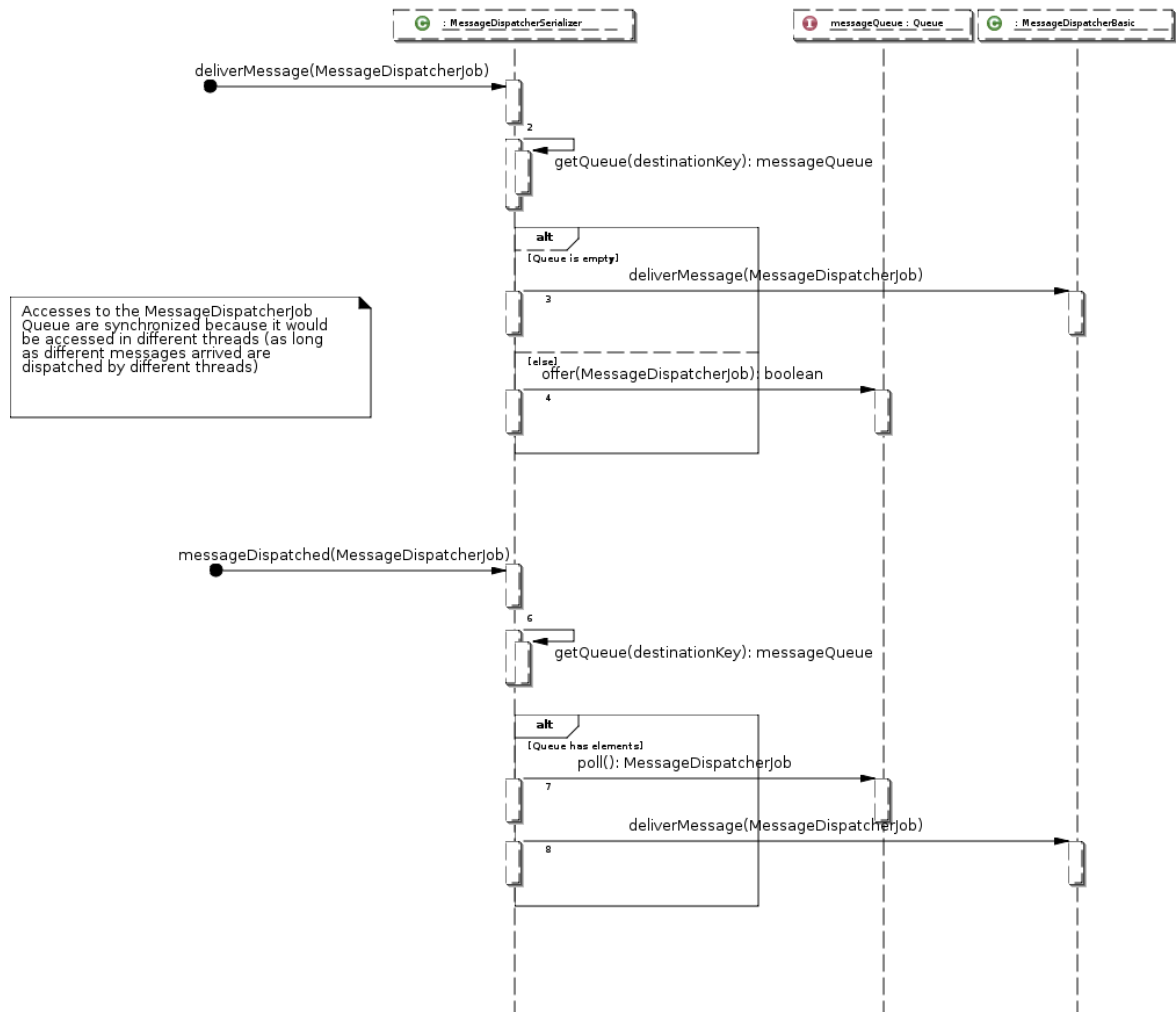 : MessageDispatcherSerializer
messageQueue : Queue
: MessageDispatcherBasic
deliverMessage(MessageDispatcherJob)
2
getQueue(destinationKey): messageQueue
alt
[Queue is empty]
deliverMessage(MessageDispatcherJob)
3
Accesses to the MessageDispatcherJob
Queue are synchronized because it would
be accessed in different threads (as long
as different messages arrived are
dispatched by different threads)
[else]
offer(MessageDispatcherJob): boolean
4
messageDispatched(MessageDispatcherJob)
6
getQueue(destinationKey): messageQueue
alt
[Queue has elements]
poll(): MessageDispatcherJob
7
deliverMessage(MessageDispatcherJob)
8